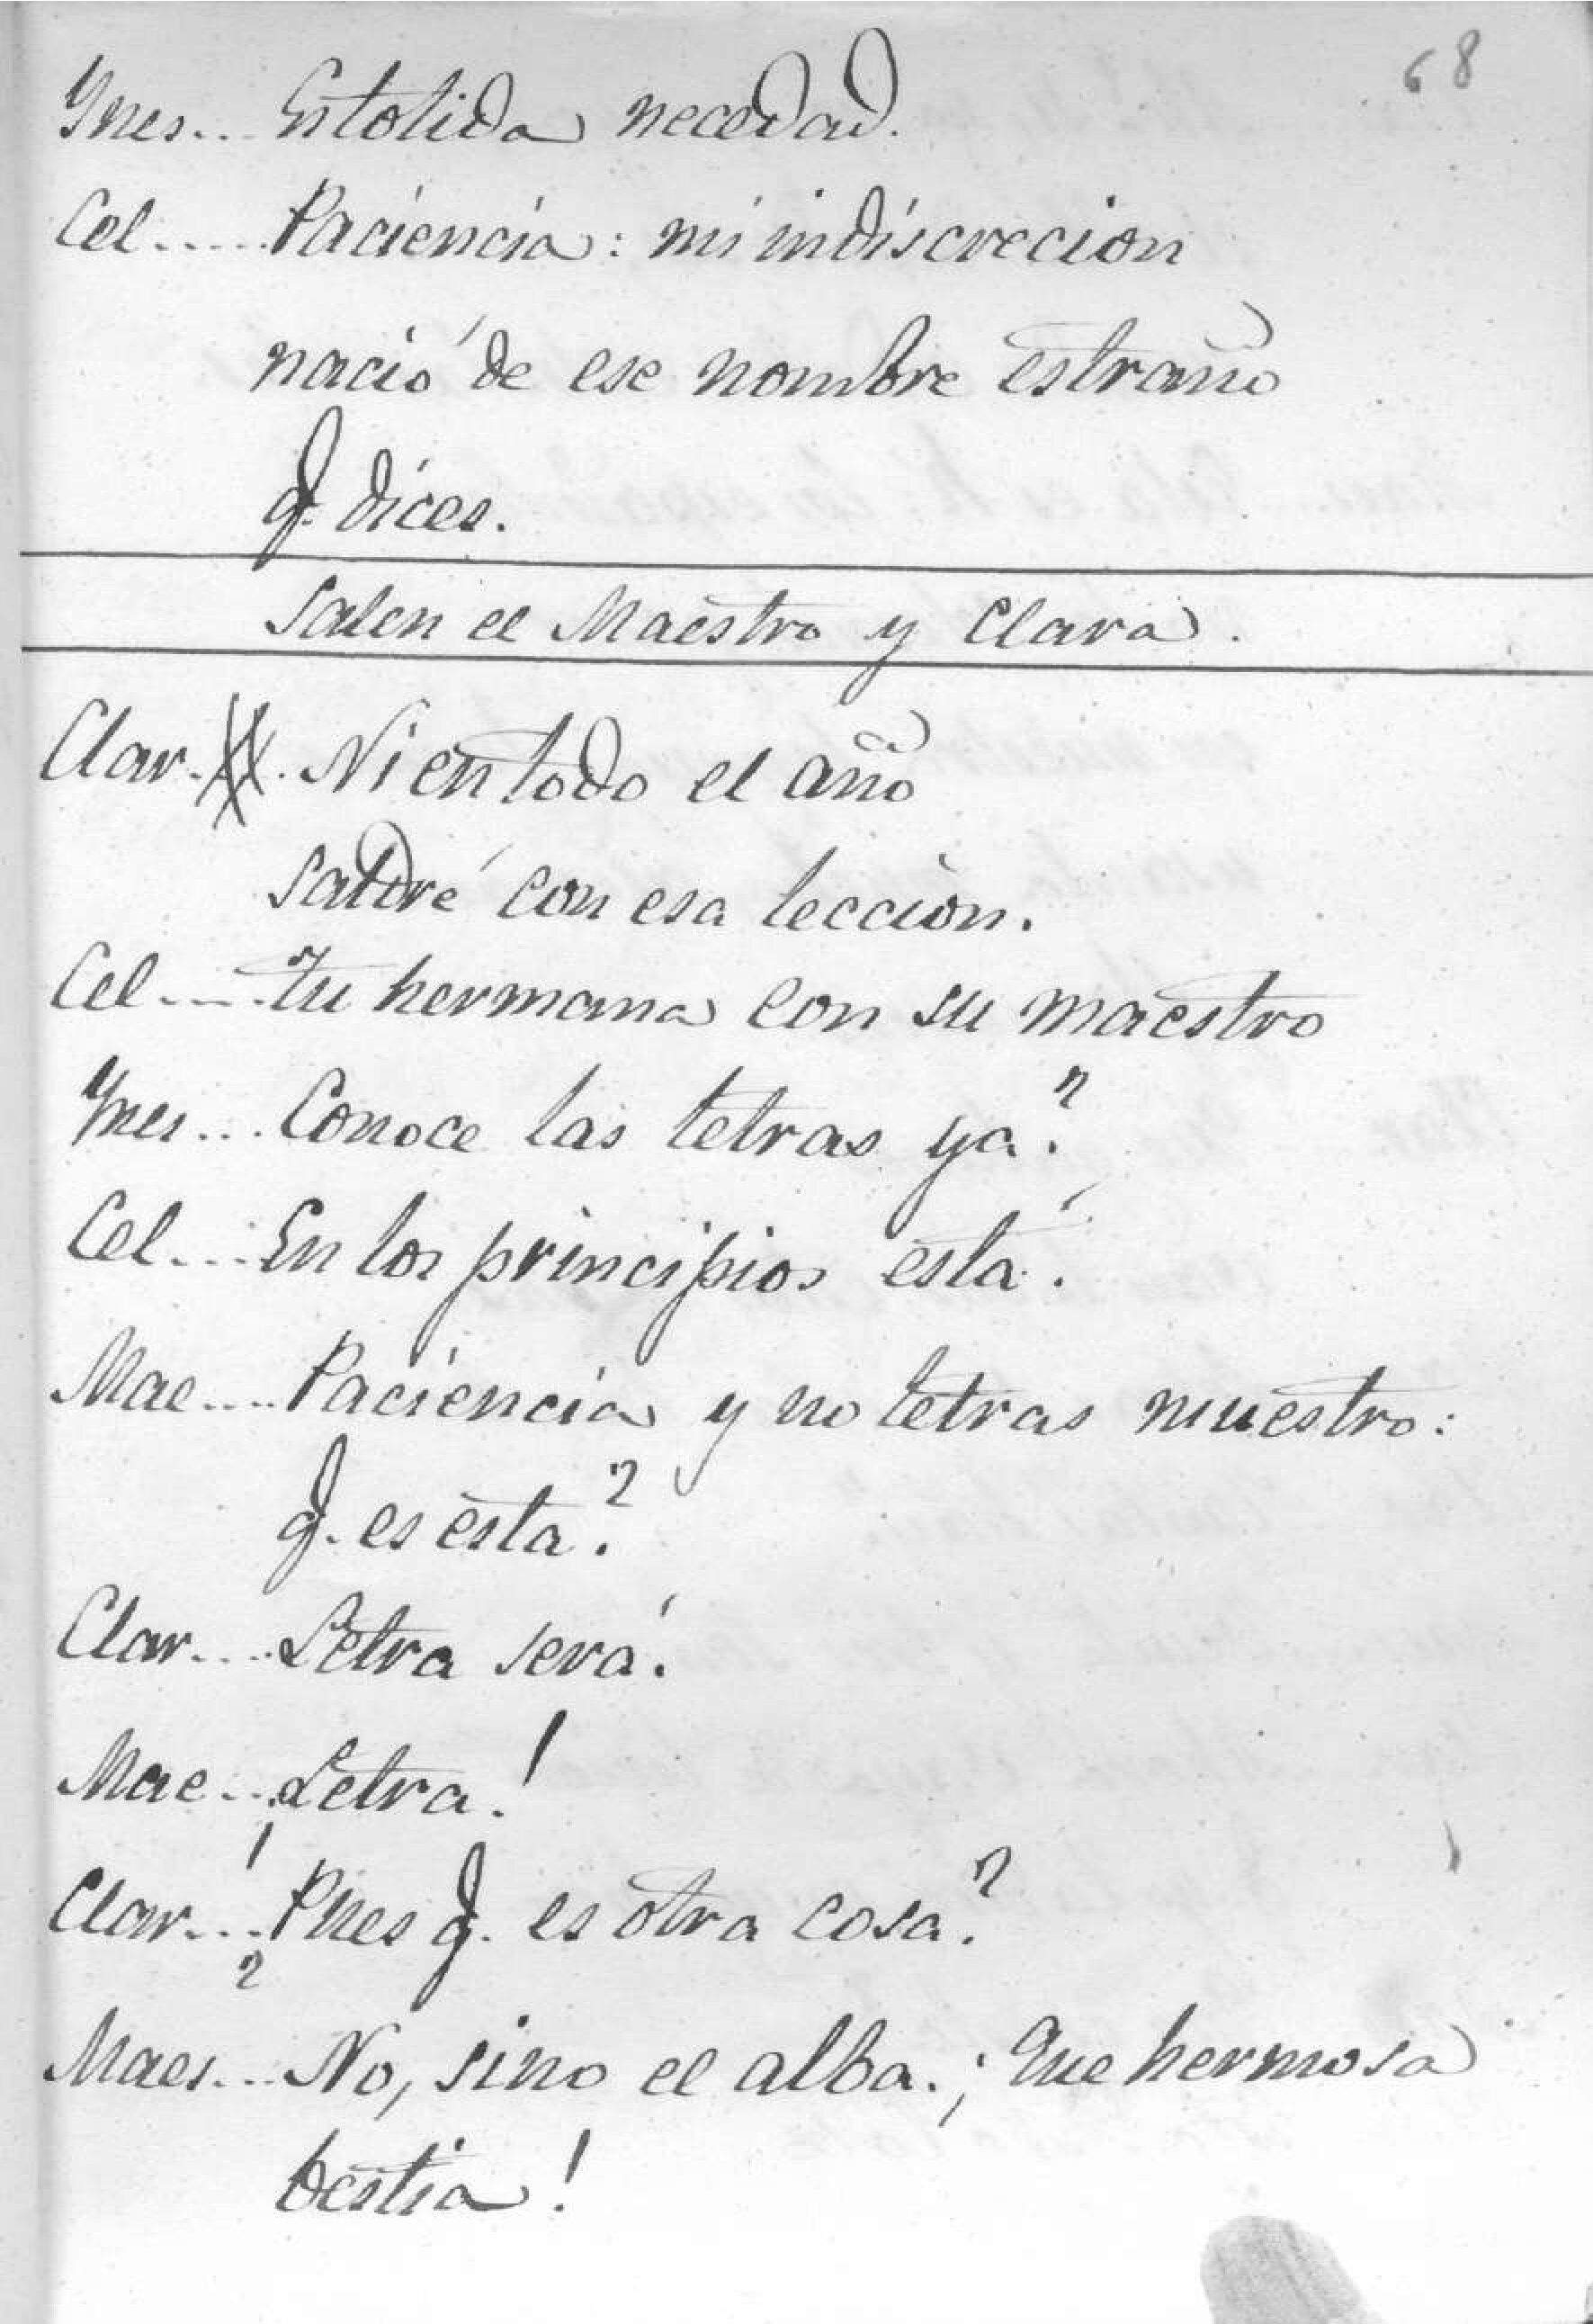 68
Ynes... Estolida necedad.
Cel..... Paciencia: mi indiscrecion
nació de ese nombre estraño
q. dices.
Salen el Maestro y Clara.
Clar... Ni en todo el año
saldré con esa leccion.
Cel.... tu hermana con su maestro
Ynes... Conoce las letras ya?
Cel.... En los principios está.
Mae.... Paciencia y no letras muestro:
q. es esta?
Clar.... Letra será.
Mae... Letra!
Clar... ¿Pues q. es otra cosa?
Maes... No, sino el alba. ¡Que hermosa
bestia!